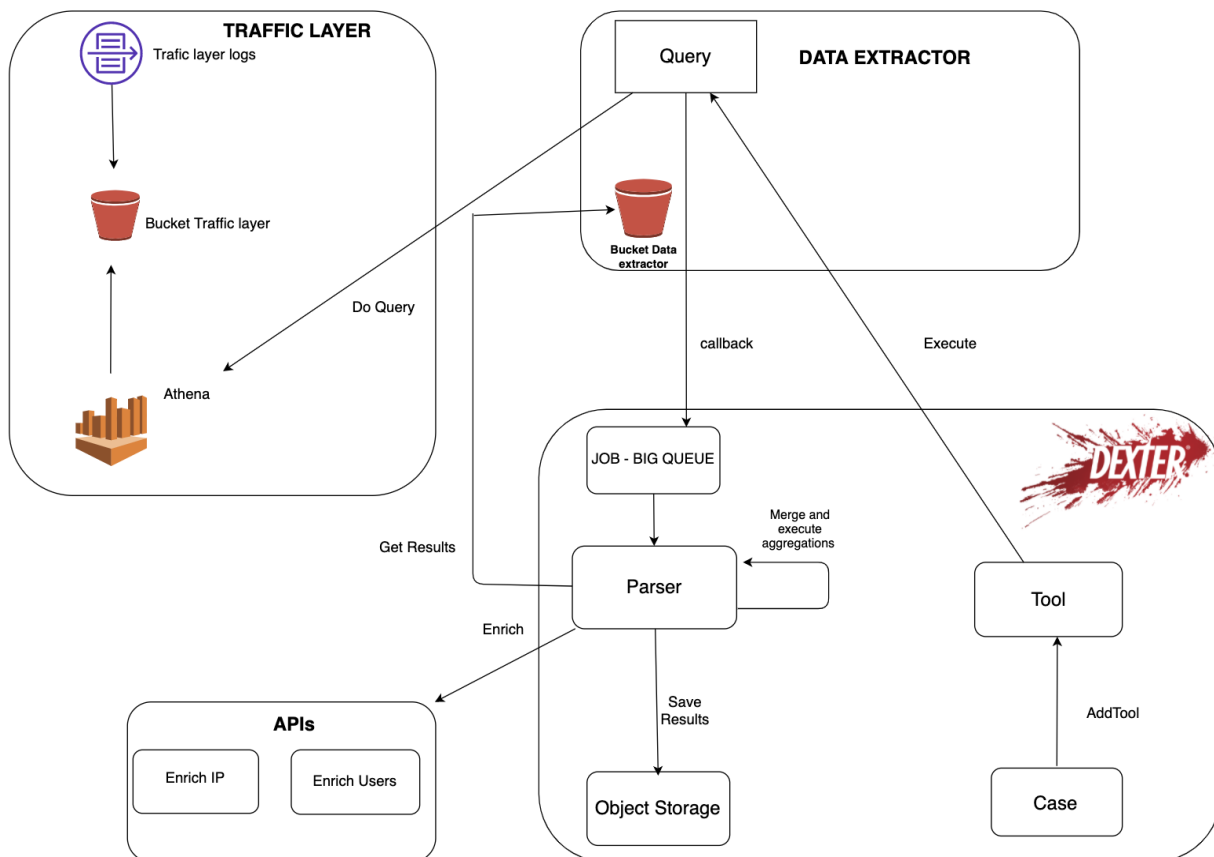 TRAFFIC LAYER
Trafic layer logs
Bucket Traffic layer
Athena
Query
DATA EXTRACTOR
Bucket Data
extractor
Do Query
callback
Execute
DEXTER
JOB - BIG QUEUE
Merge and
execute
aggregations
Get Results
Parser
Tool
Enrich
Save
Results
AddTool
APIs
Enrich IP
Enrich Users
Object Storage
Case